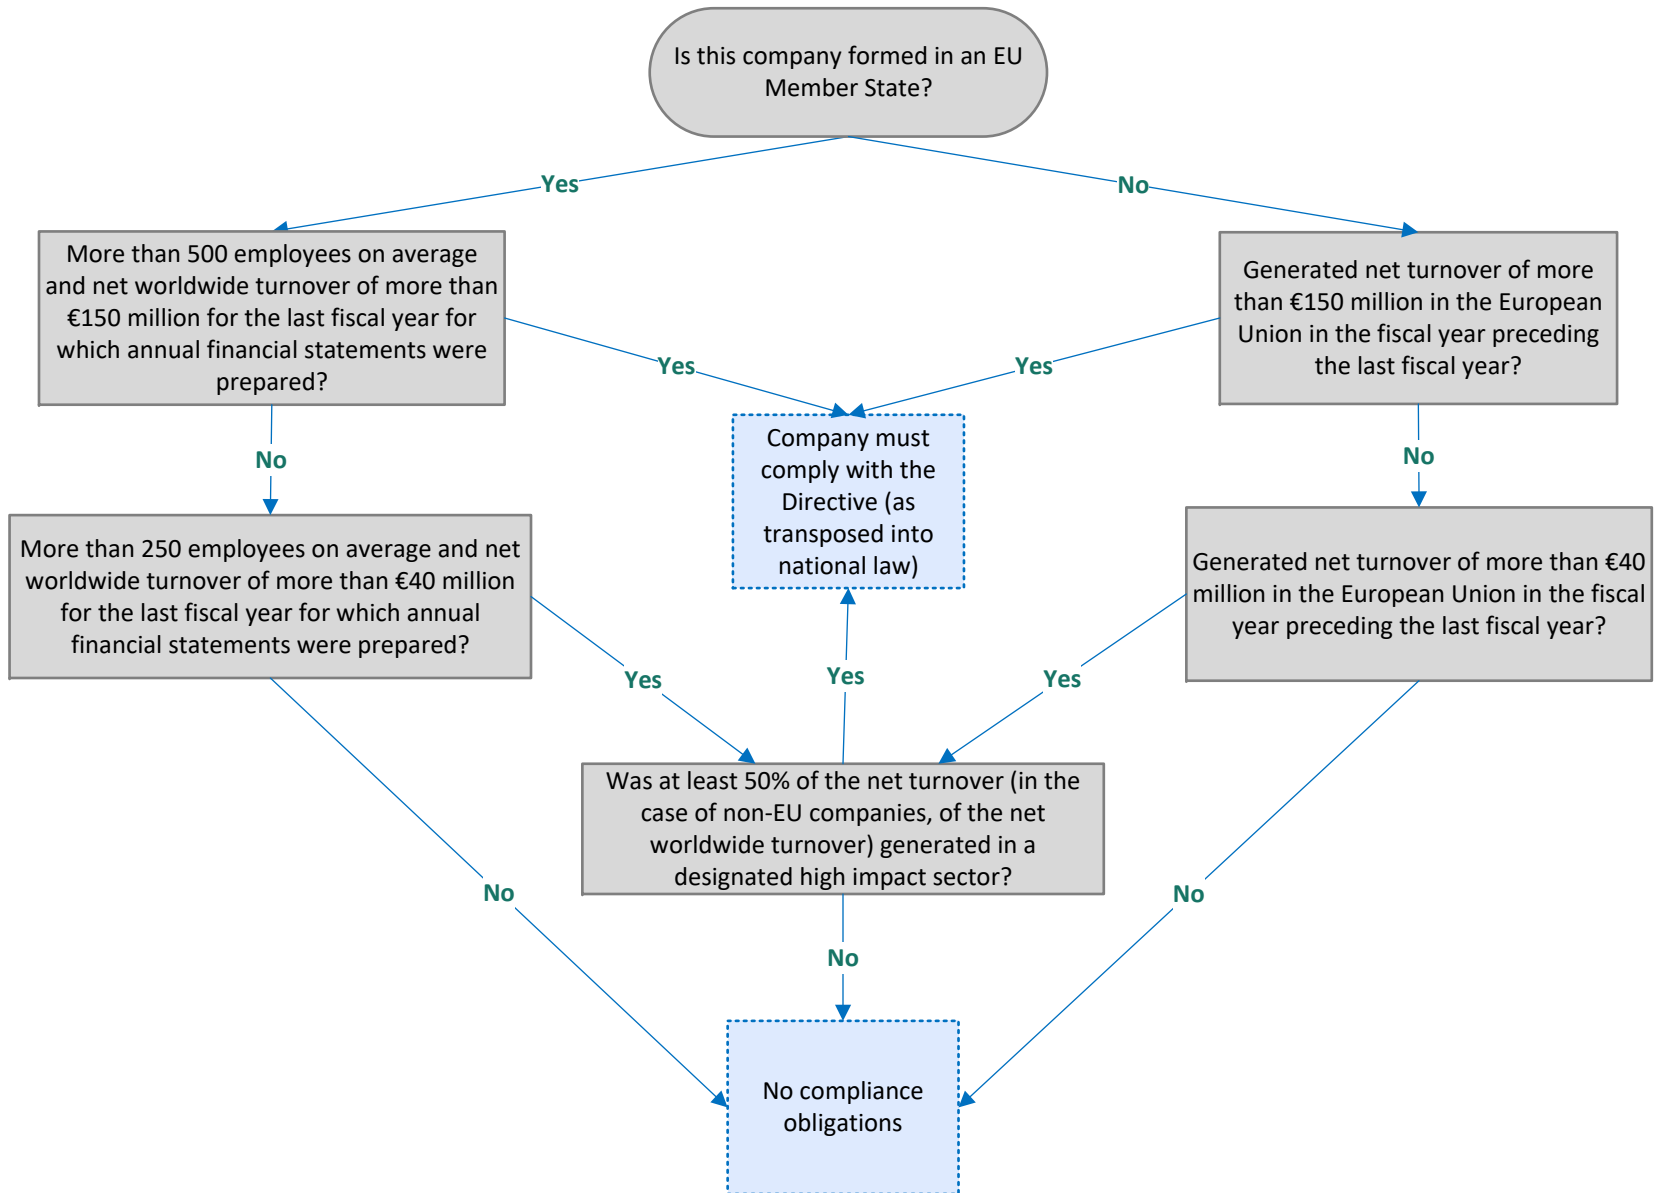 Is this company formed in an EU
Member State?
Yes
No
More than 500 employees on average
and net worldwide turnover of more than
€150 million for the last fiscal year for
which annual financial statements were
prepared?
Generated net turnover of more
than €150 million in the European
Union in the fiscal year preceding
the last fiscal year?
Yes
Yes
Company must
comply with the
Directive (as
transposed into
national law)
No
No
More than 250 employees on average and net
worldwide turnover of more than €40 million
for the last fiscal year for which annual
financial statements were prepared?
Generated net turnover of more than €40
million in the European Union in the fiscal
year preceding the last fiscal year?
Yes
Yes
Yes
Was at least 50% of the net turnover (in the
case of non-EU companies, of the net
worldwide turnover) generated in a
designated high impact sector?
No
No
No
No compliance
obligations